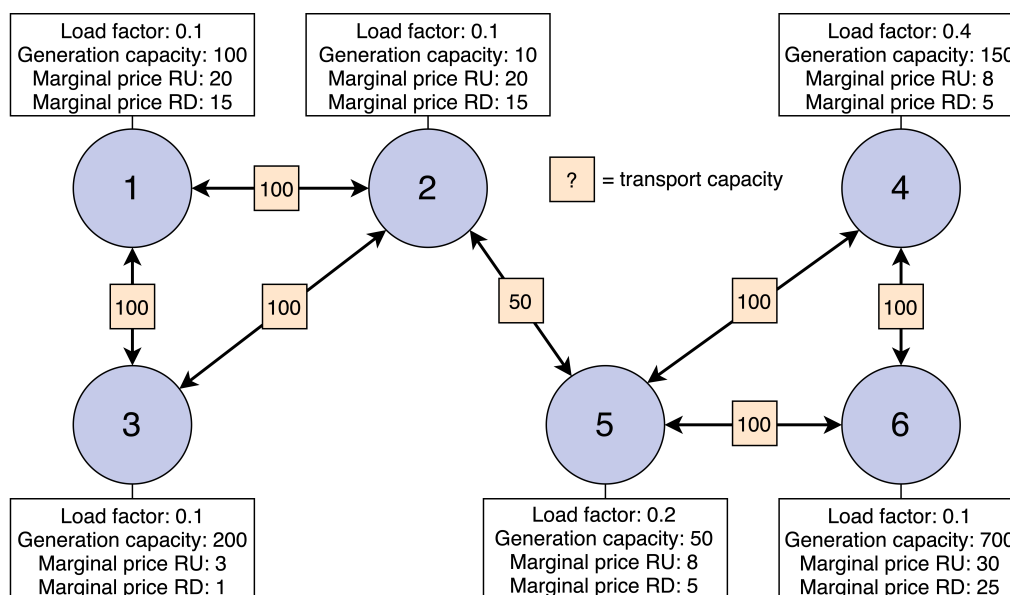 Load factor: 0.1
Generation capacity: 100
Marginal price RU: 20
Marginal price RD: 15
Load factor: 0.1
Generation capacity: 10
Marginal price RU: 20
Marginal price RD: 15
Load factor: 0.4
Generation capacity: 150
Marginal price RU: 8
Marginal price RD: 5
1
100
2
? = transport capacity
4
100
100
50
100
100
3
5
100
6
Load factor: 0.1
Generation capacity: 200
Marginal price RU: 3
Marginal price RD: 1
Load factor: 0.2
Generation capacity: 50
Marginal price RU: 8
Marginal price RD: 5
Load factor: 0.1
Generation capacity: 700
Marginal price RU: 30
Marginal price RD: 25